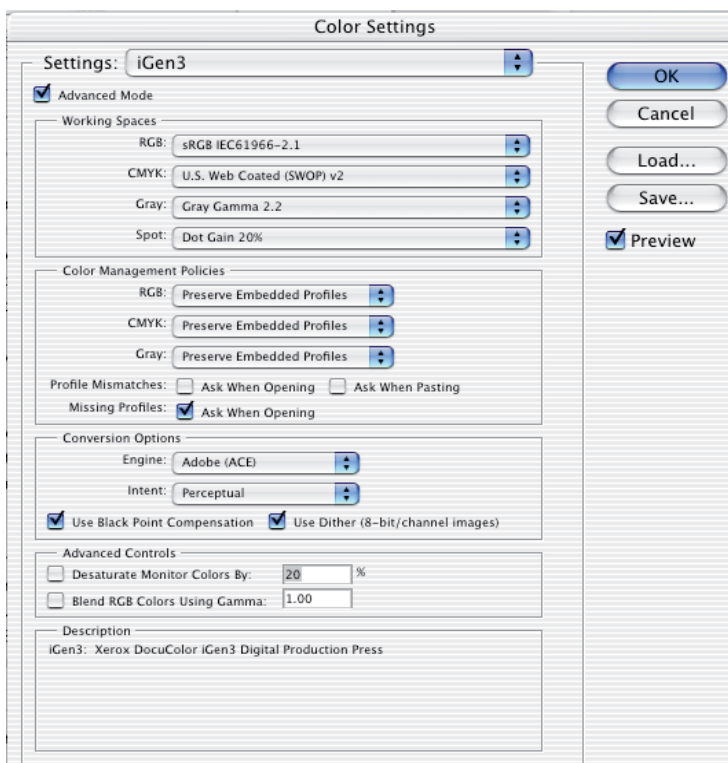 Color Settings
Settings: iGen3
OK
Advanced Mode
Cancel
Working Spaces
RGB: sRGB IEC61966-2.1
Load...
CMYK: U.S. Web Coated (SWOP) v2
Save...
Gray: Gray Gamma 2.2
Spot: Dot Gain 20%
Preview
Color Management Policies
RGB: Preserve Embedded Profiles
CMYK: Preserve Embedded Profiles
Gray: Preserve Embedded Profiles
Profile Mismatches: Ask When Opening Ask When Pasting
Missing Profiles: Ask When Opening
Conversion Options
Engine: Adobe (ACE)
Intent: Perceptual
Use Black Point Compensation Use Dither (8-bit/channel images)
Advanced Controls
Desaturate Monitor Colors By: 20 %
Blend RGB Colors Using Gamma: 1.00
Description
iGen3: Xerox DocuColor iGen3 Digital Production Press